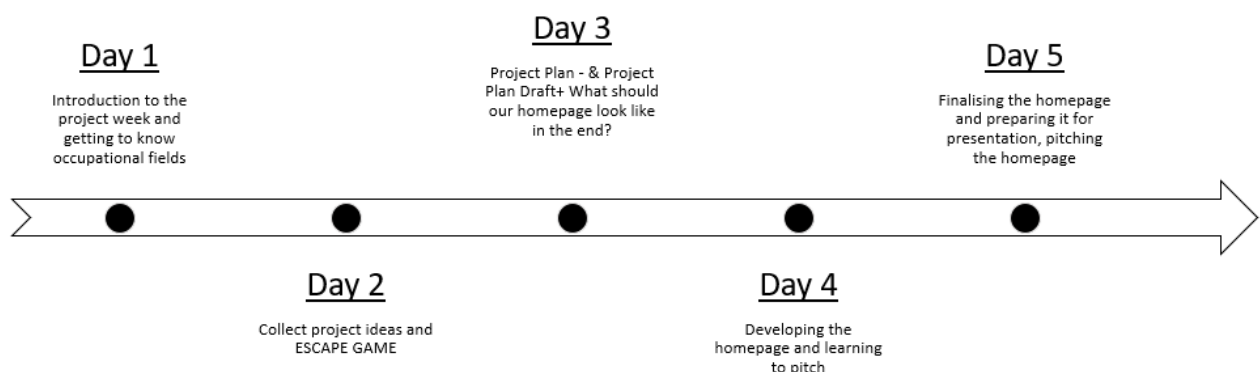 Day 1
Introduction to the
project week and
getting to know
occupational fields
Day 2
Collect project ideas and
ESCAPE GAME
Day 3
Project Plan - & Project
Plan Draft+ What should
our homepage look like
in the end?
Day 4
Developing the
homepage and learning
to pitch
Day 5
Finalising the homepage
and preparing it for
presentation, pitching
the homepage